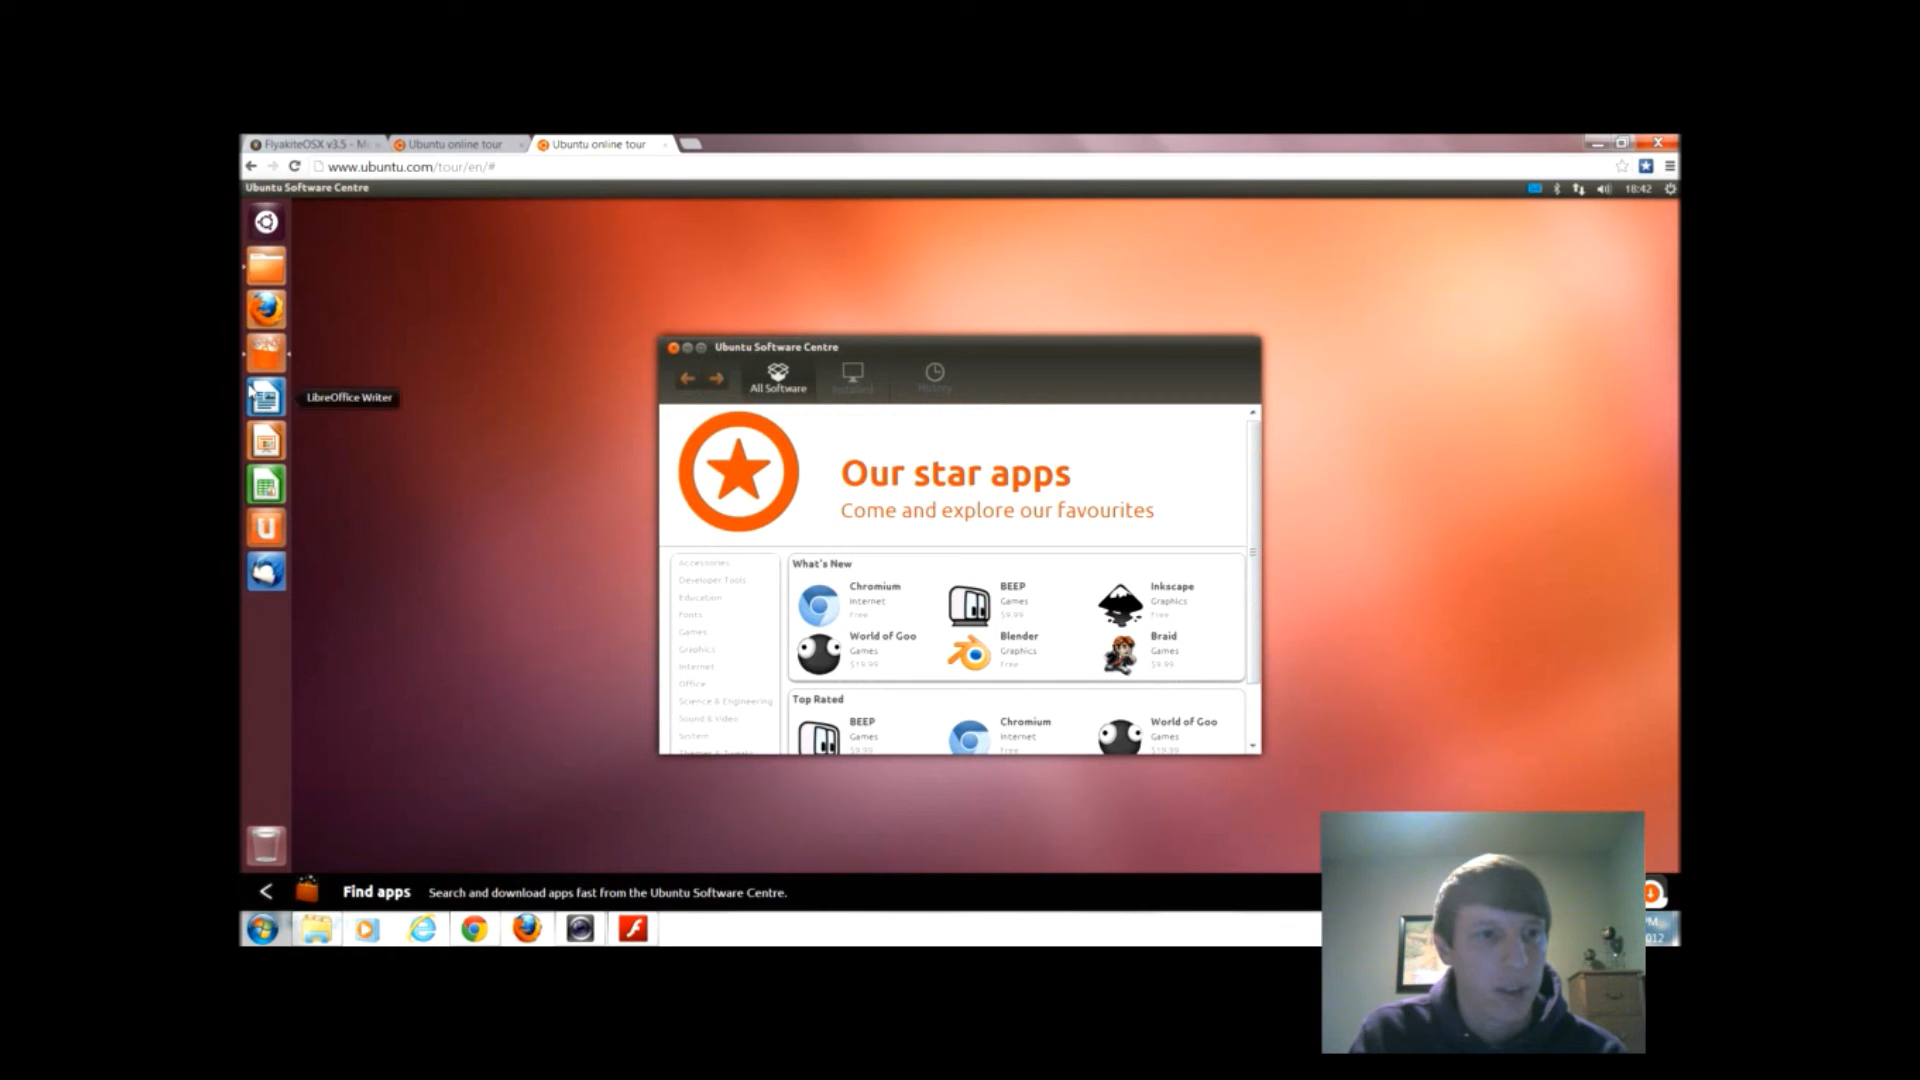 FlyakiteOSX v3.5 - Mo
Ubuntu online tour
Ubuntu online tour
www.ubuntu.com/tour/en/#
Ubuntu Software Centre
18:42
Ubuntu Software Centre
All Software
Installed
History
LibreOffice Writer
Our star apps
Come and explore our favourites
Accessories
Developer Tools
Education
Fonts
Games
Graphics
Internet
Office
Science & Engineering
Sound & Video
System
Themes & Tweaks
What's New
Chromium
Internet
Free
BEEP
Games
$9.99
Inkscape
Graphics
Free
World of Goo
Games
$19.99
Blender
Graphics
Free
Braid
Games
$9.99
Top Rated
BEEP
Games
$9.99
Chromium
Internet
Free
World of Goo
Games
$19.99
Find apps
Search and download apps fast from the Ubuntu Software Centre.
PM
012